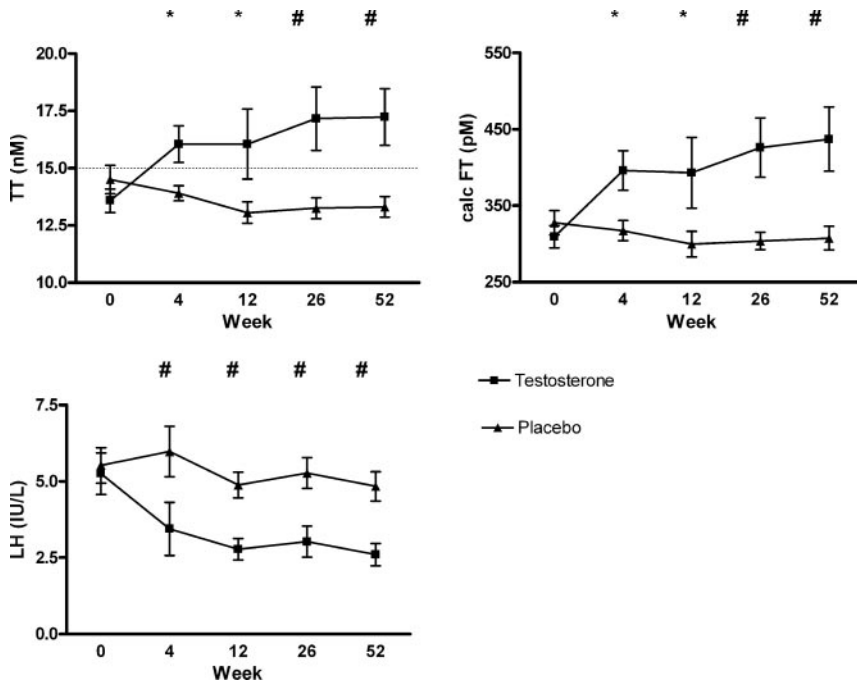 * * # #
20.0
17.5
15.0
12.5
10.0
TT (nM)
0 4 12 26 52
Week
* * # #
550
450
350
250
calc FT (pM)
0 4 12 26 52
Week
# # # #
7.5
5.0
2.5
0.0
LH (IU/L)
0 4 12 26 52
Week
Testosterone
Placebo